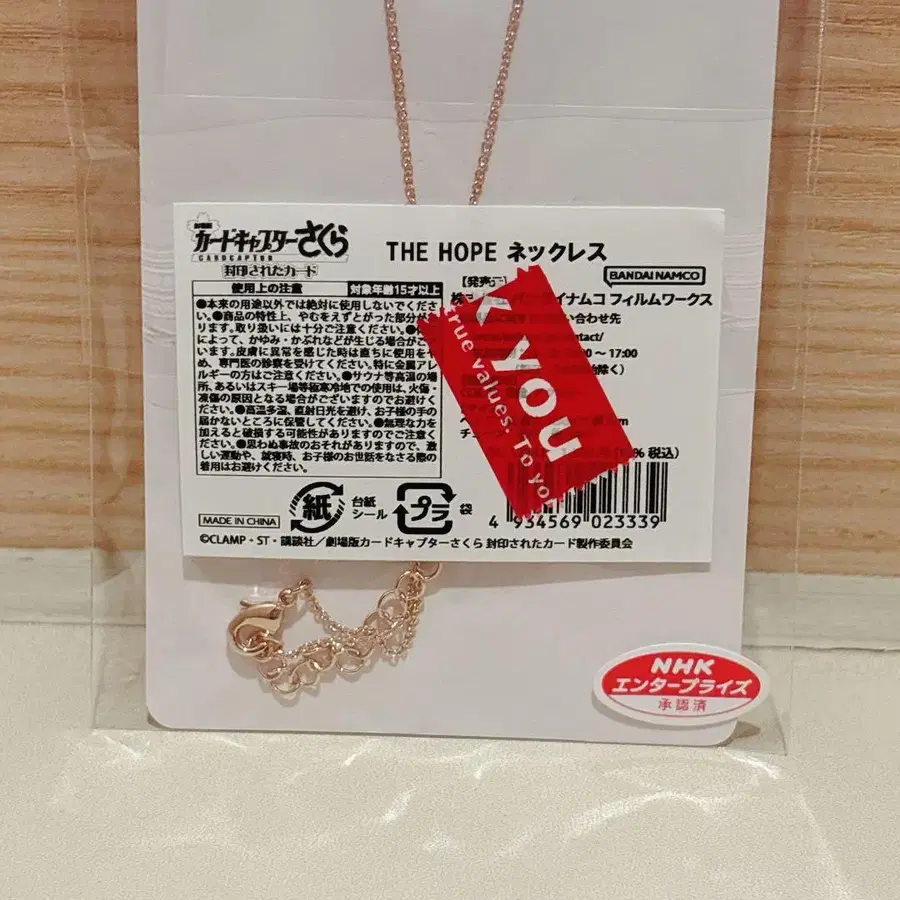 劇場版
カードキャプターさくら
CARDCAPTOR
封印されたカード
THE HOPE ネックレス
使用上の注意
対象年齢15才以上
●本来の用途以外では絶対に使用しないでくださ
い。●商品の特性上、やむをえずとがった部分があ
ります。取り扱いには十分ご注意ください。
によって、かゆみ・かぶれなどが生じる場合がござ
います。皮膚に異常を感じた時は直ちに使用をや
め、専門医の診察を受けてください。特に金属アレ
ルギーの方はご注意ください。●サウナ等高温の場
所、あるいはスキー場等極寒冷地での使用は、火傷・
凍傷の原因となる場合がございますのでお避けく
ださい。●高温多湿、直射日光を避け、お子様の手の
届かないところに保管してください。●無理な力を
加えると破損する可能性がありますのでご注意く
ださい。●思わぬ事故のおそれがありますので、激
しい運動や、就寝時、お子様のお世話をなさる際の
着用はお避けください。
【発売元】
BANDAI NAMCO
ナムコ フィルムワークス
い合わせ先
ntact/
00～17:00
除く)
チェ
% 税込)
k you
true values. To you
MADE IN CHINA
紙
台紙
シール
プラ
袋
4 934569 023339
©CLAMP・ST・講談社／劇場版カードキャプターさくら 封印されたカード製作委員会
NHK
エンタープライズ
承認済